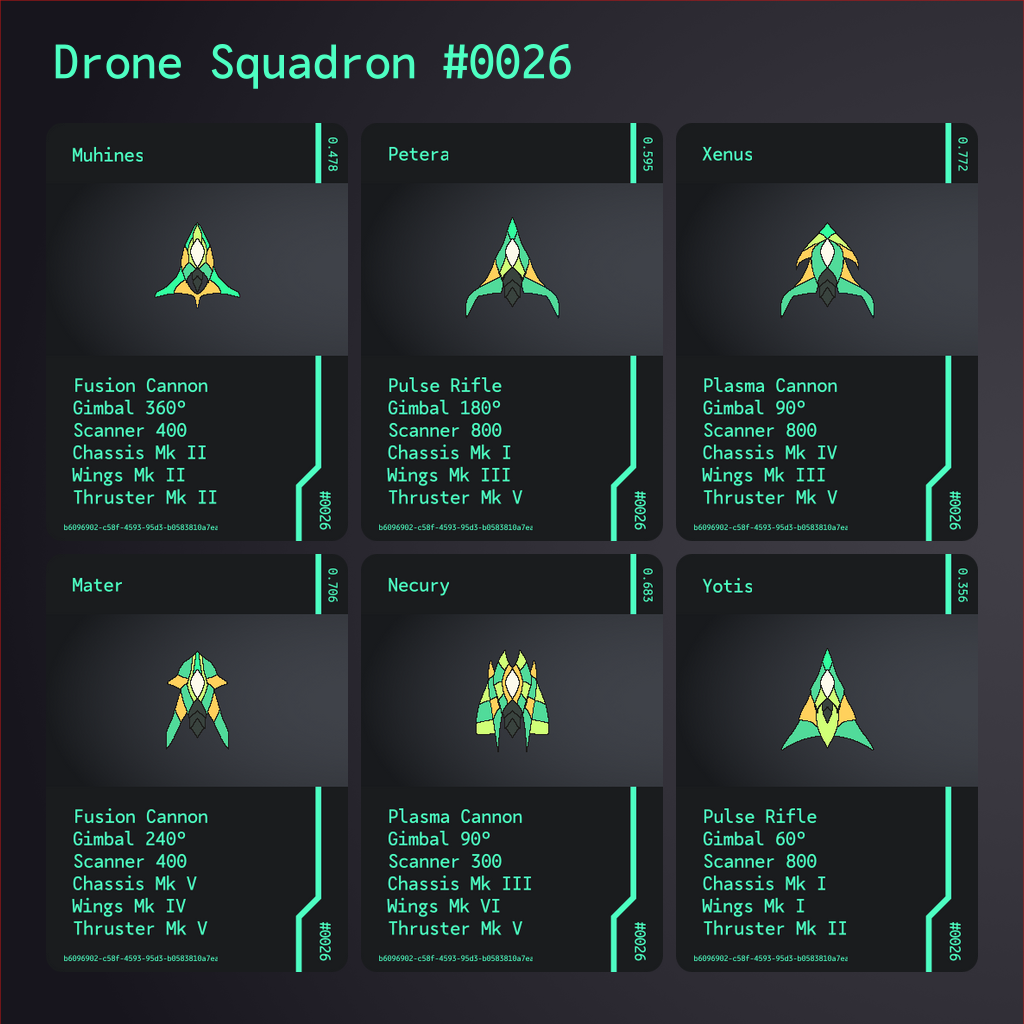 Drone Squadron #0026
Muhines
0.478
Fusion Cannon
Gimbal 360º
Scanner 400
Chassis Mk II
Wings Mk II
Thruster Mk II
#0026
b6096902-c58f-4593-95d3-b0583810a7ea
Petera
0.595
Pulse Rifle
Gimbal 180º
Scanner 800
Chassis Mk I
Wings Mk III
Thruster Mk V
#0026
b6096902-c58f-4593-95d3-b0583810a7ea
Xenus
0.772
Plasma Cannon
Gimbal 90º
Scanner 800
Chassis Mk IV
Wings Mk III
Thruster Mk V
#0026
b6096902-c58f-4593-95d3-b0583810a7ea
Mater
0.706
Fusion Cannon
Gimbal 240º
Scanner 400
Chassis Mk V
Wings Mk IV
Thruster Mk V
#0026
b6096902-c58f-4593-95d3-b0583810a7ea
Necury
0.683
Plasma Cannon
Gimbal 90º
Scanner 300
Chassis Mk III
Wings Mk VI
Thruster Mk V
#0026
b6096902-c58f-4593-95d3-b0583810a7ea
Yotis
0.356
Pulse Rifle
Gimbal 60º
Scanner 800
Chassis Mk I
Wings Mk I
Thruster Mk II
#0026
b6096902-c58f-4593-95d3-b0583810a7ea